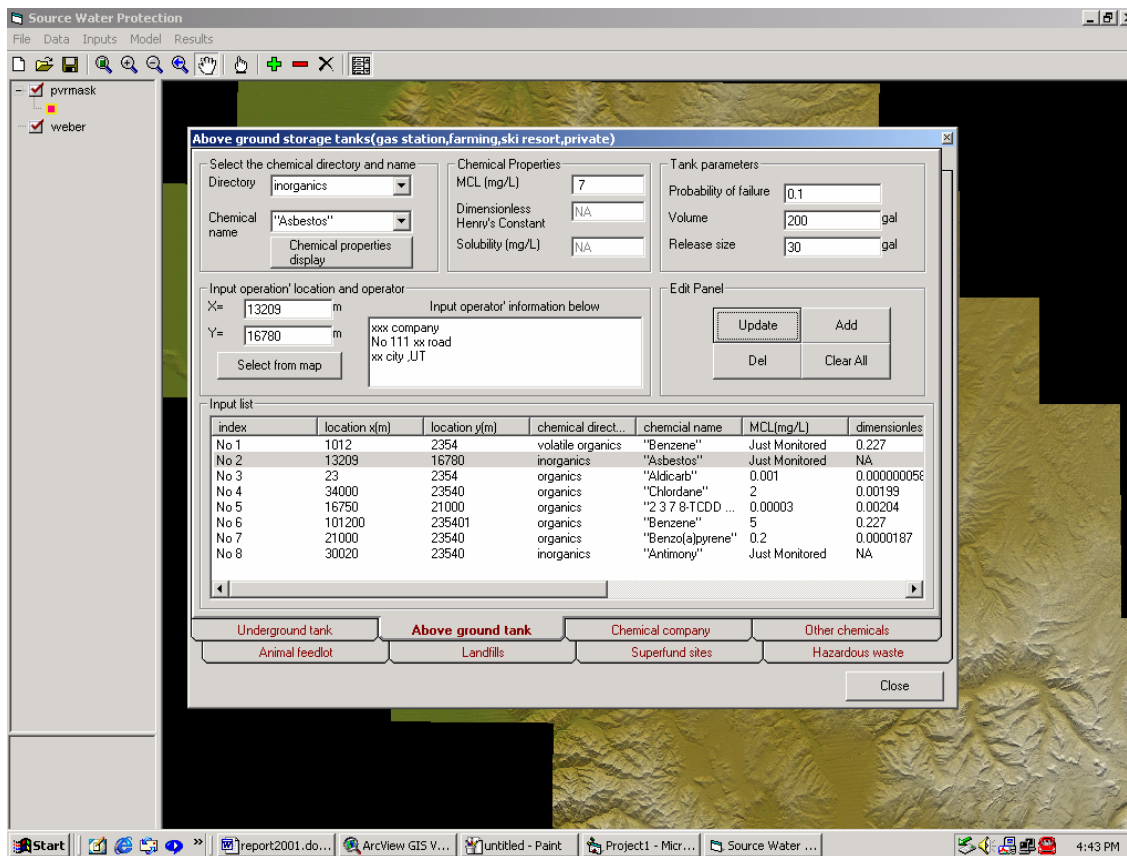 Source Water Protection
File Data Inputs Model Results
pvrmask
weber
Above ground storage tanks(gas station,farming,ski resort,private)
Select the chemical directory and name
Directory
inorganics
Chemical name
"Asbestos"
Chemical properties display
Chemical Properties
MCL (mg/L)
7
Dimensionless Henry's Constant
NA
Solubility (mg/L)
NA
Tank parameters
Probability of failure
0.1
Volume
200
gal
Release size
30
gal
Input operation' location and operator
X=
13209
m
Y=
16780
m
Select from map
Input operator' information below
xxx company
No 111 xx road
xx city ,UT
Edit Panel
Update
Add
Del
Clear All
Input list
index location x(m) location y(m) chemical direct... chemcial name MCL(mg/L) dimensionles
No 1 1012 2354 volatile organics "Benzene" Just Monitored 0.227
No 2 13209 16780 inorganics "Asbestos" Just Monitored NA
No 3 23 2354 organics "Aldicarb" 0.001 0.000000058
No 4 34000 23540 organics "Chlordane" 2 0.00199
No 5 16750 21000 organics "2 3 7 8-TCDD ... 0.00003 0.00204
No 6 101200 235401 organics "Benzene" 5 0.227
No 7 21000 23540 organics "Benzo(a)pyrene" 0.2 0.0000187
No 8 30020 23540 inorganics "Antimony" Just Monitored NA
Underground tank Above ground tank Chemical company Other chemicals
Animal feedlot Landfills Superfund sites Hazardous waste
Close
Start
»
report2001.do...
ArcView GIS V...
untitled - Paint
Project1 - Micr...
Source Water ...
4:43 PM